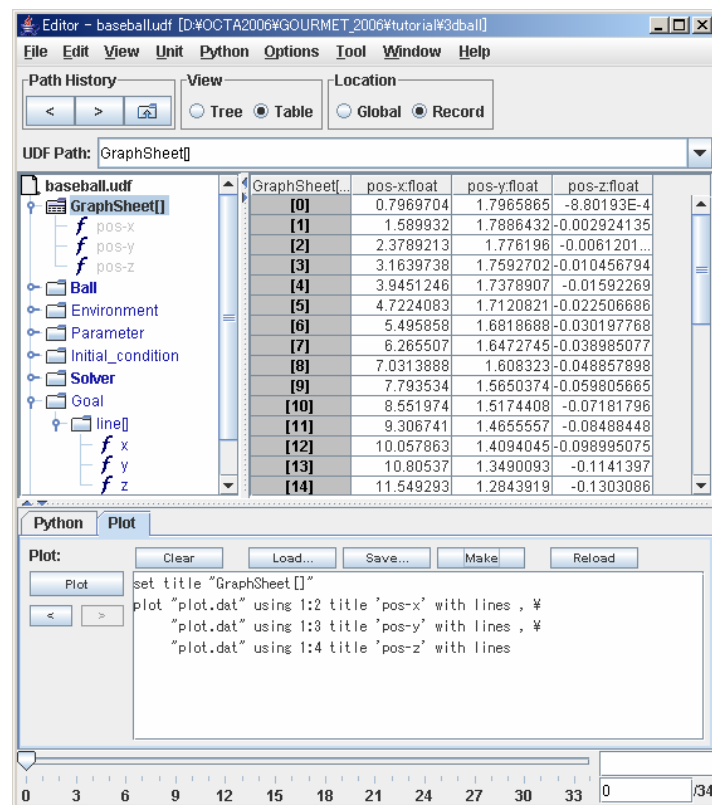 Editor - baseball.udf [D:¥OCTA2006¥GOURMET_2006¥tutorial¥3dball]
File Edit View Unit Python Options Tool Window Help
Path History View Location
< > Tree Table Global Record
UDF Path: GraphSheet[]
baseball.udf
GraphSheet[]
pos-x
pos-y
pos-z
Ball
Environment
Parameter
Initial_condition
Solver
Goal
line[]
x
y
z
GraphSheet[... pos-x:float pos-y:float pos-z:float
[0] 0.7969704 1.7965865 -8.80193E-4
[1] 1.589932 1.7886432 -0.002924135
[2] 2.3789213 1.776196 -0.0061201...
[3] 3.1639738 1.7592702 -0.010456794
[4] 3.9451246 1.7378907 -0.01592269
[5] 4.7224083 1.7120821 -0.022506686
[6] 5.495858 1.6818688 -0.030197768
[7] 6.265507 1.6472745 -0.038985077
[8] 7.0313888 1.608323 -0.048857898
[9] 7.793534 1.5650374 -0.059805665
[10] 8.551974 1.5174408 -0.07181796
[11] 9.306741 1.4655557 -0.08488448
[12] 10.057863 1.4094045 -0.098995075
[13] 10.80537 1.3490093 -0.1141397
[14] 11.549293 1.2843919 -0.1303086
Python Plot
Plot: Clear Load... Save... Make Reload
Plot
< >
set title "GraphSheet[]"
plot "plot.dat" using 1:2 title 'pos-x' with lines , ¥
"plot.dat" using 1:3 title 'pos-y' with lines , ¥
"plot.dat" using 1:4 title 'pos-z' with lines
0 3 6 9 12 15 18 21 24 27 30 33
0 /34